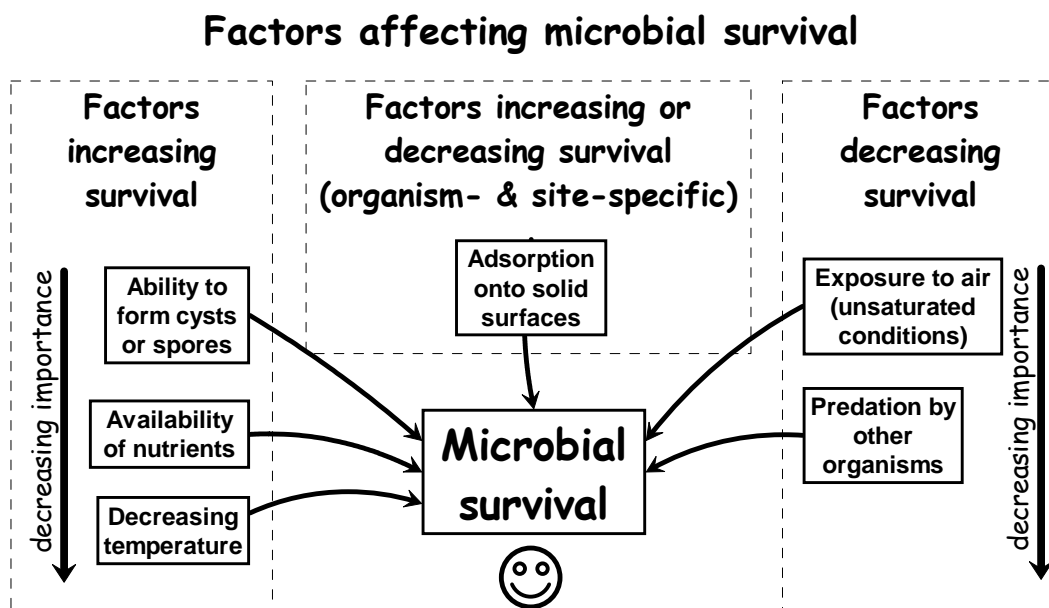 Factors affecting microbial survival
Factors
increasing
survival
decreasing importance
Ability to
form cysts
or spores
Availability
of nutrients
Decreasing
temperature
Factors increasing or
decreasing survival
(organism- & site-specific)
Adsorption
onto solid
surfaces
Microbial
survival
Factors
decreasing
survival
Exposure to air
(unsaturated
conditions)
Predation by
other
organisms
decreasing importance